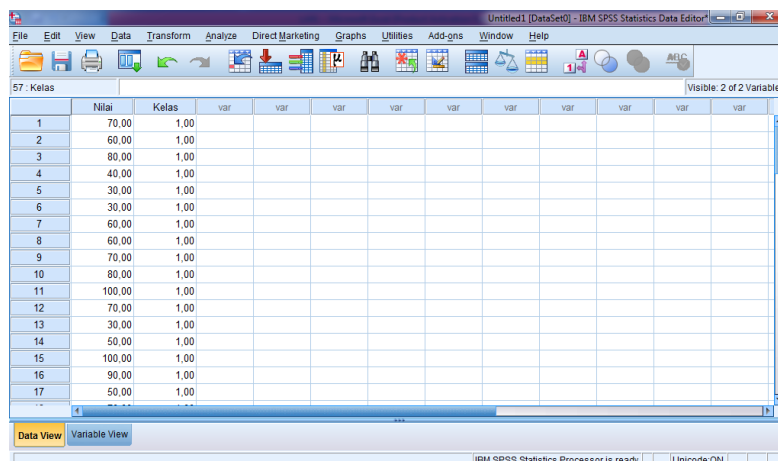 Untitled1 [DataSet0] - IBM SPSS Statistics Data Editor*
File Edit View Data Transform Analyze Direct Marketing Graphs Utilities Add-ons Window Help
57 : Kelas Visible: 2 of 2 Variable
Nilai Kelas var var var var var var var var var var
1 70,00 1,00
2 60,00 1,00
3 80,00 1,00
4 40,00 1,00
5 30,00 1,00
6 30,00 1,00
7 60,00 1,00
8 60,00 1,00
9 70,00 1,00
10 80,00 1,00
11 100,00 1,00
12 70,00 1,00
13 30,00 1,00
14 50,00 1,00
15 100,00 1,00
16 90,00 1,00
17 50,00 1,00
Data View Variable View
IBM SPSS Statistics Processor is ready Unicode:ON